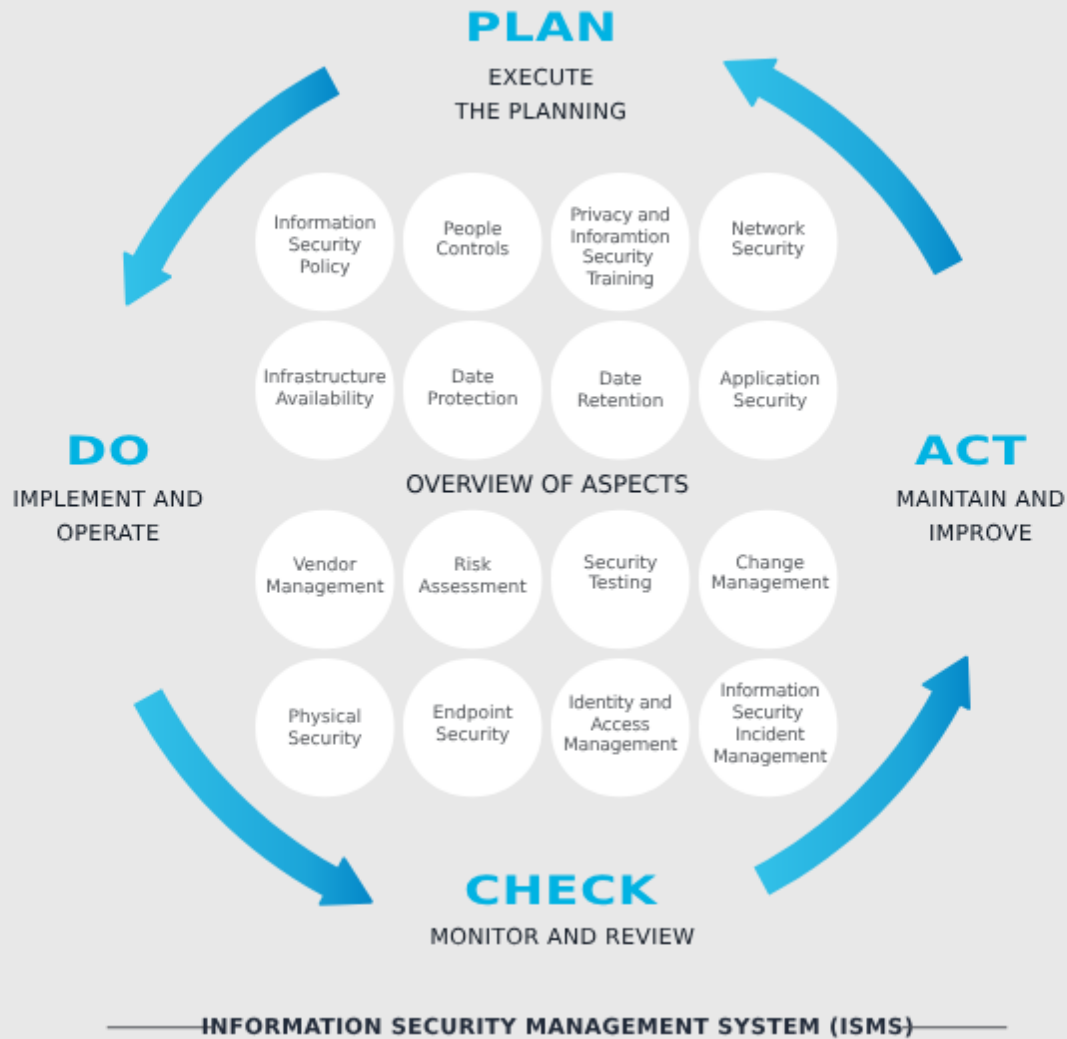 PLAN
EXECUTE
THE PLANNING
Information
Security
Policy
People
Controls
Privacy and
Inforamtion
Security
Training
Network
Security
Infrastructure
Availability
Date
Protection
Date
Retention
Application
Security
DO
IMPLEMENT AND
OPERATE
ACT
MAINTAIN AND
IMPROVE
OVERVIEW OF ASPECTS
Vendor
Management
Risk
Assessment
Security
Testing
Change
Management
Physical
Security
Endpoint
Security
Identity and
Access
Management
Information
Security
Incident
Management
CHECK
MONITOR AND REVIEW
INFORMATION SECURITY MANAGEMENT SYSTEM (ISMS)